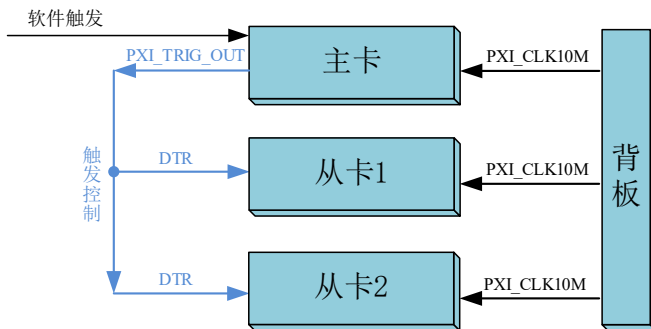 软件触发
PXI_TRIG_OUT
主卡
PXI_CLK10M
触发控制
DTR
从卡1
PXI_CLK10M
背板
DTR
从卡2
PXI_CLK10M